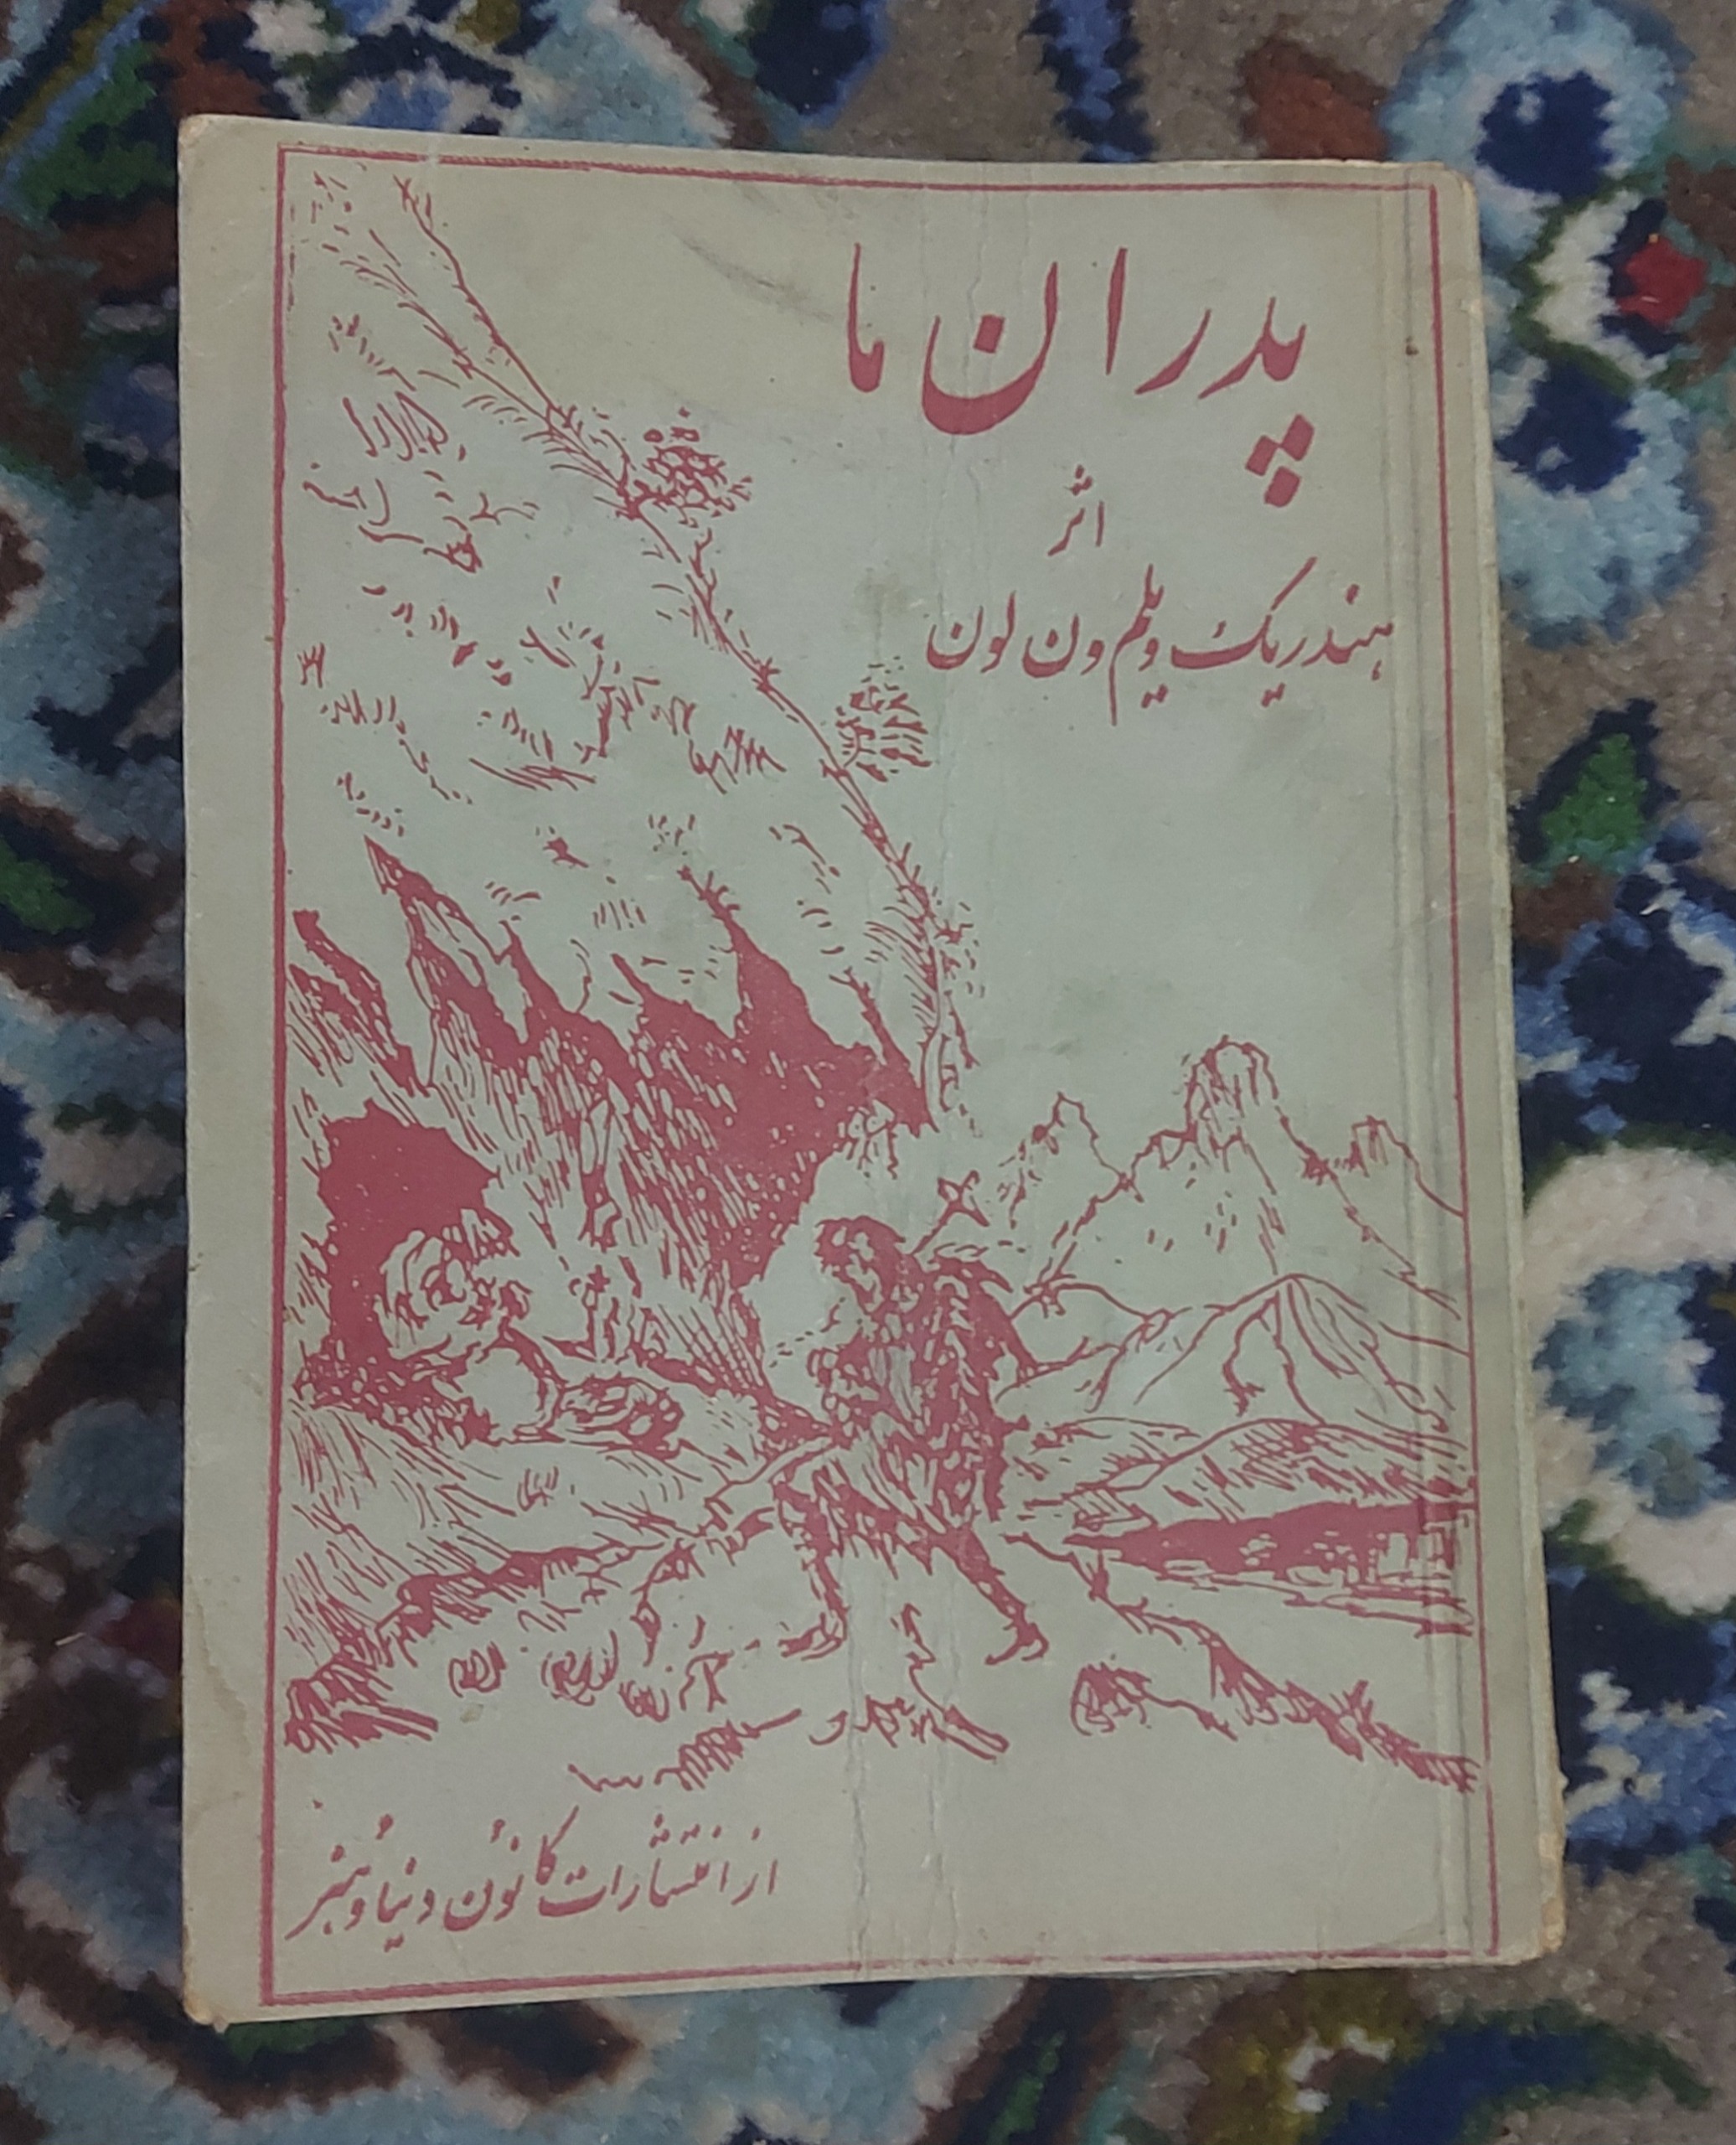 پدران ما
اثر
هندریک ویلم ون لون
از انتشارات کانون دنیا و هنر